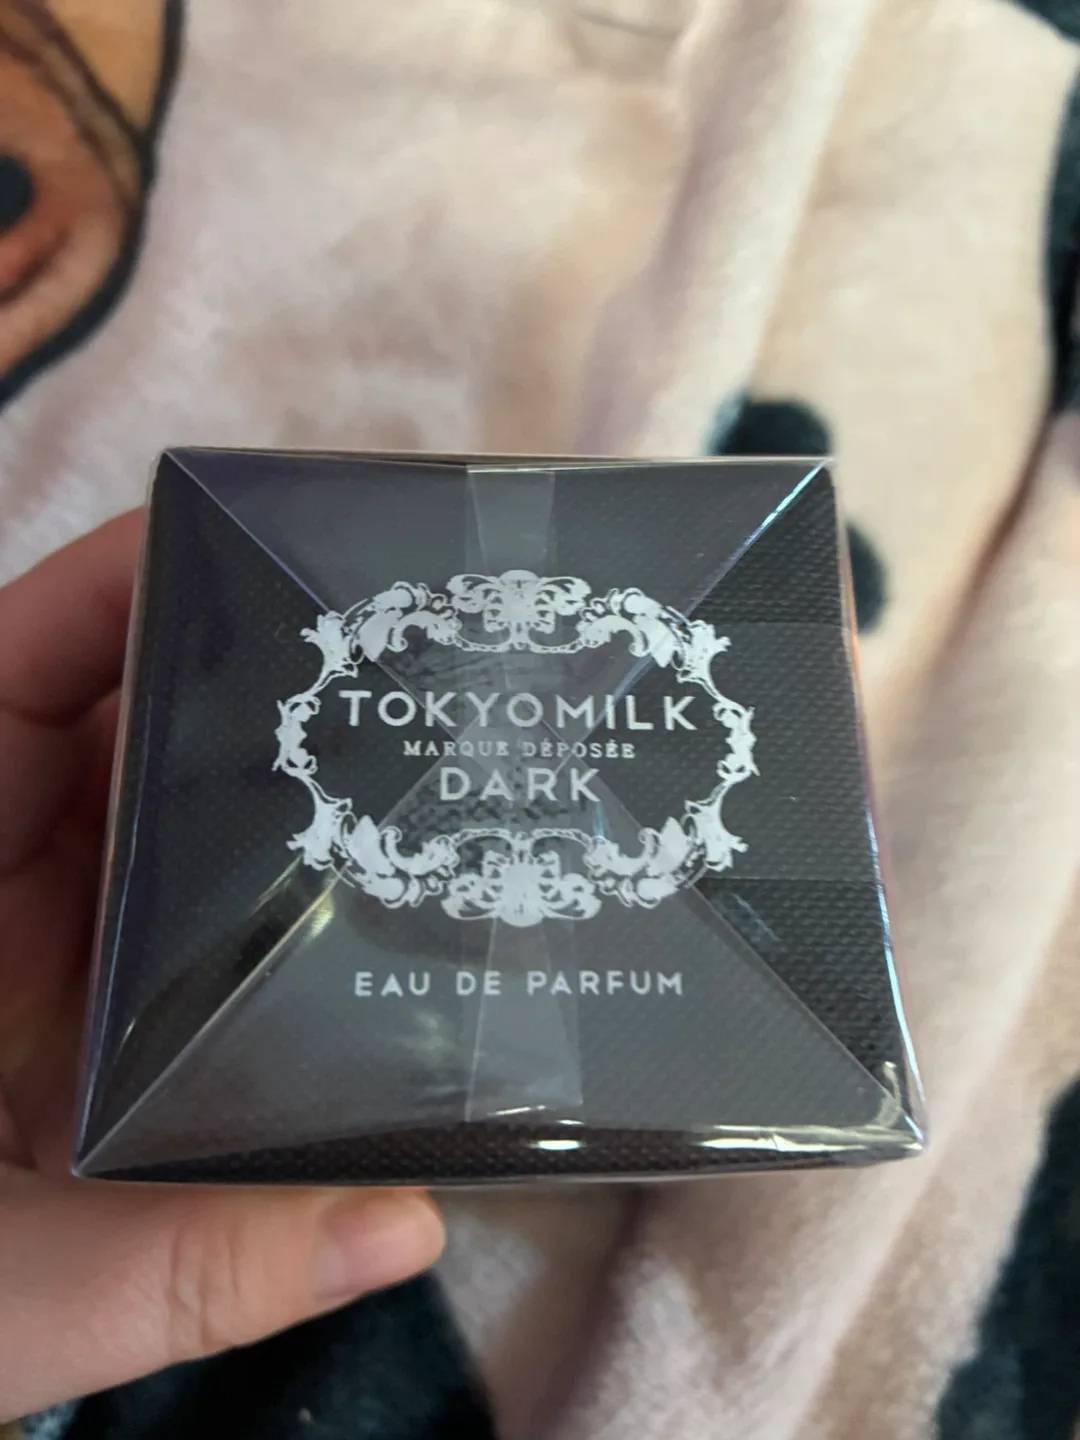 TOKYOMILK
MARQUE DÉPOSÉE
DARK
EAU DE PARFUM